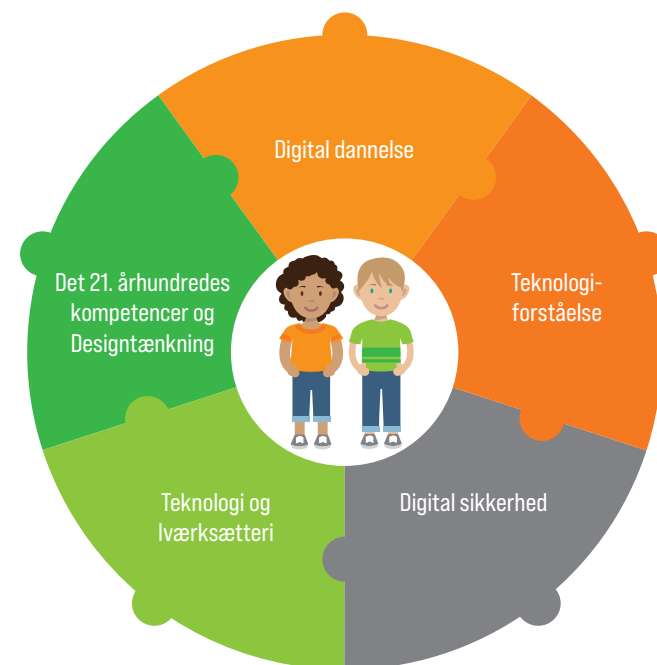 Digital dannelse
Teknologi-
forståelse
Digital sikkerhed
Teknologi og
Iværksætteri
Det 21. århundredes
kompetencer og
Designtænkning